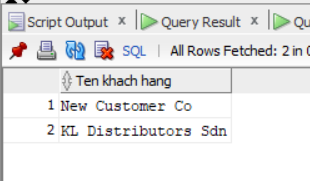 Script Output × Query Result × Qu
SQL | All Rows Fetched: 2 in
Ten khach hang
1 New Customer Co
2 KL Distributors Sdn